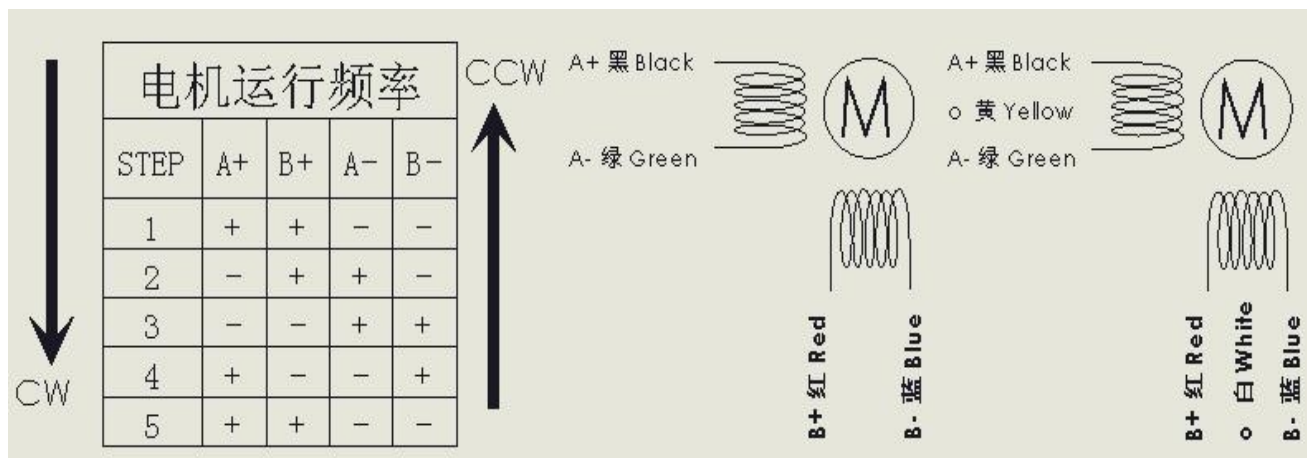 电机运行频率
STEP A+ B+ A− B−
1 + + − −
2 − + + −
3 − − + +
4 + − − +
5 + + − −
CW
CCW
A+ 黑 Black
A- 绿 Green
M
B+ 红 Red
B- 蓝 Blue
A+ 黑 Black
o 黄 Yellow
A- 绿 Green
M
B+ 红 Red
o 白 White
B- 蓝 Blue